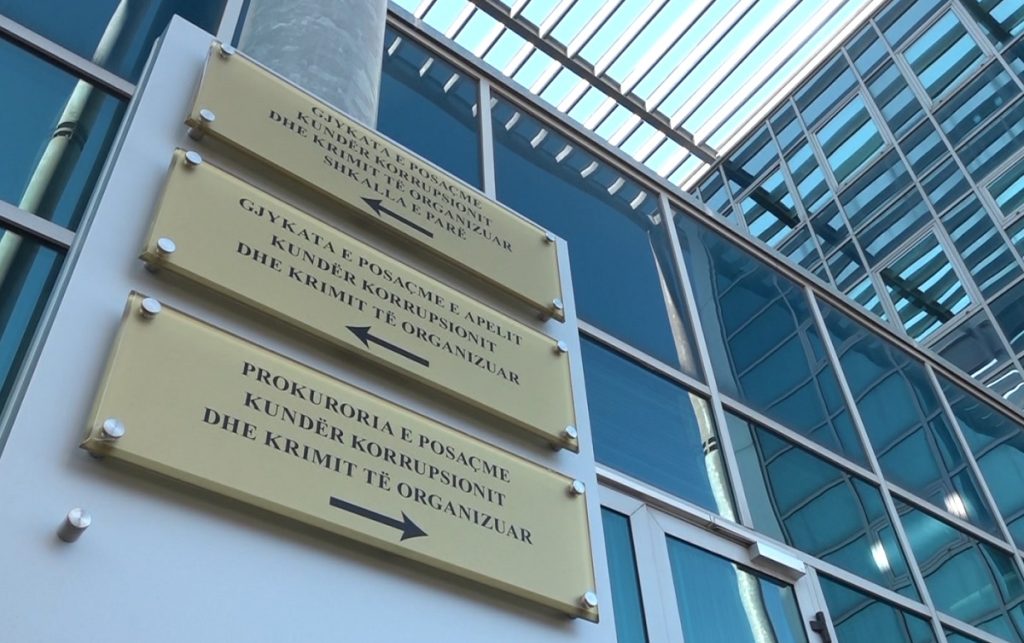 GJYKATA E POSAÇME
KUNDËR KORRUPSIONIT
DHE KRIMIT TË ORGANIZUAR
SHKALLA E PARË
GJYKATA E POSAÇME E APELIT
KUNDËR KORRUPSIONIT
DHE KRIMIT TË ORGANIZUAR
PROKURORIA E POSAÇME
KUNDËR KORRUPSIONIT
DHE KRIMIT TË ORGANIZUAR